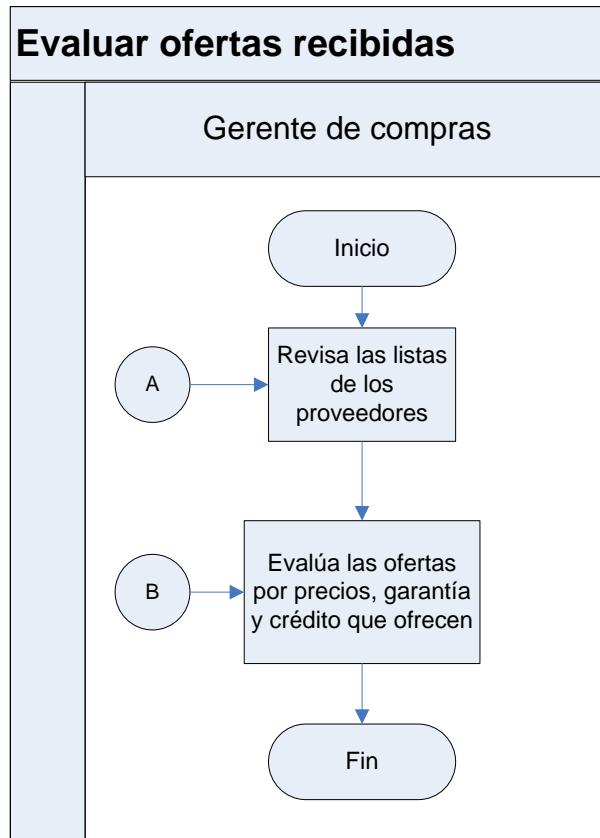 Evaluar ofertas recibidas
Gerente de compras
Inicio
A
Revisa las listas
de los
proveedores
B
Evalúa las ofertas
por precios, garantía
y crédito que ofrecen
Fin